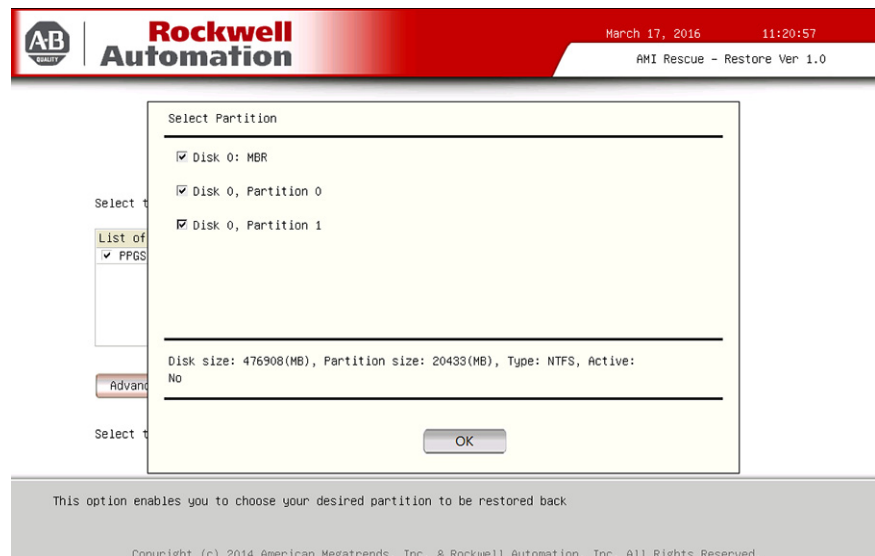 A·B
QUALITY
Rockwell
Automation
March 17, 2016 11:20:57
AMI Rescue - Restore Ver 1.0
Select Partition
Disk 0: MBR
Disk 0, Partition 0
Disk 0, Partition 1
Select t
List of
PPGS
Disk size: 476908(MB), Partition size: 20433(MB), Type: NTFS, Active:
No
Advanc
Select t
OK
This option enables you to choose your desired partition to be restored back
Copyright (c) 2014 American Megatrends, Inc. & Rockwell Automation, Inc. All Rights Reserved